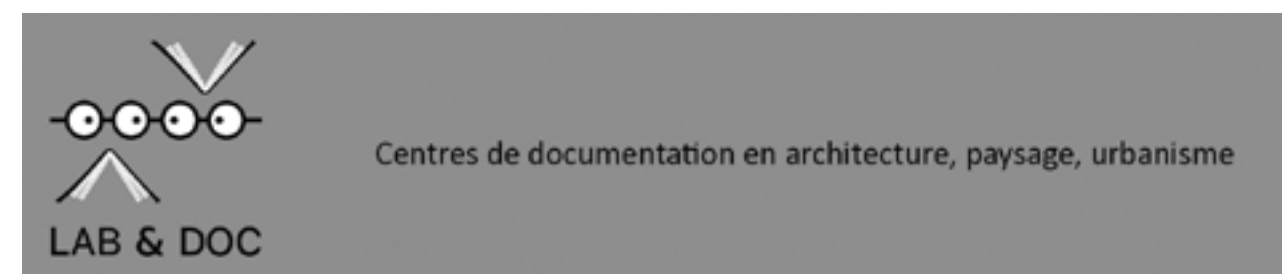 Centres de documentation en architecture, paysage, urbanisme
LAB & DOC